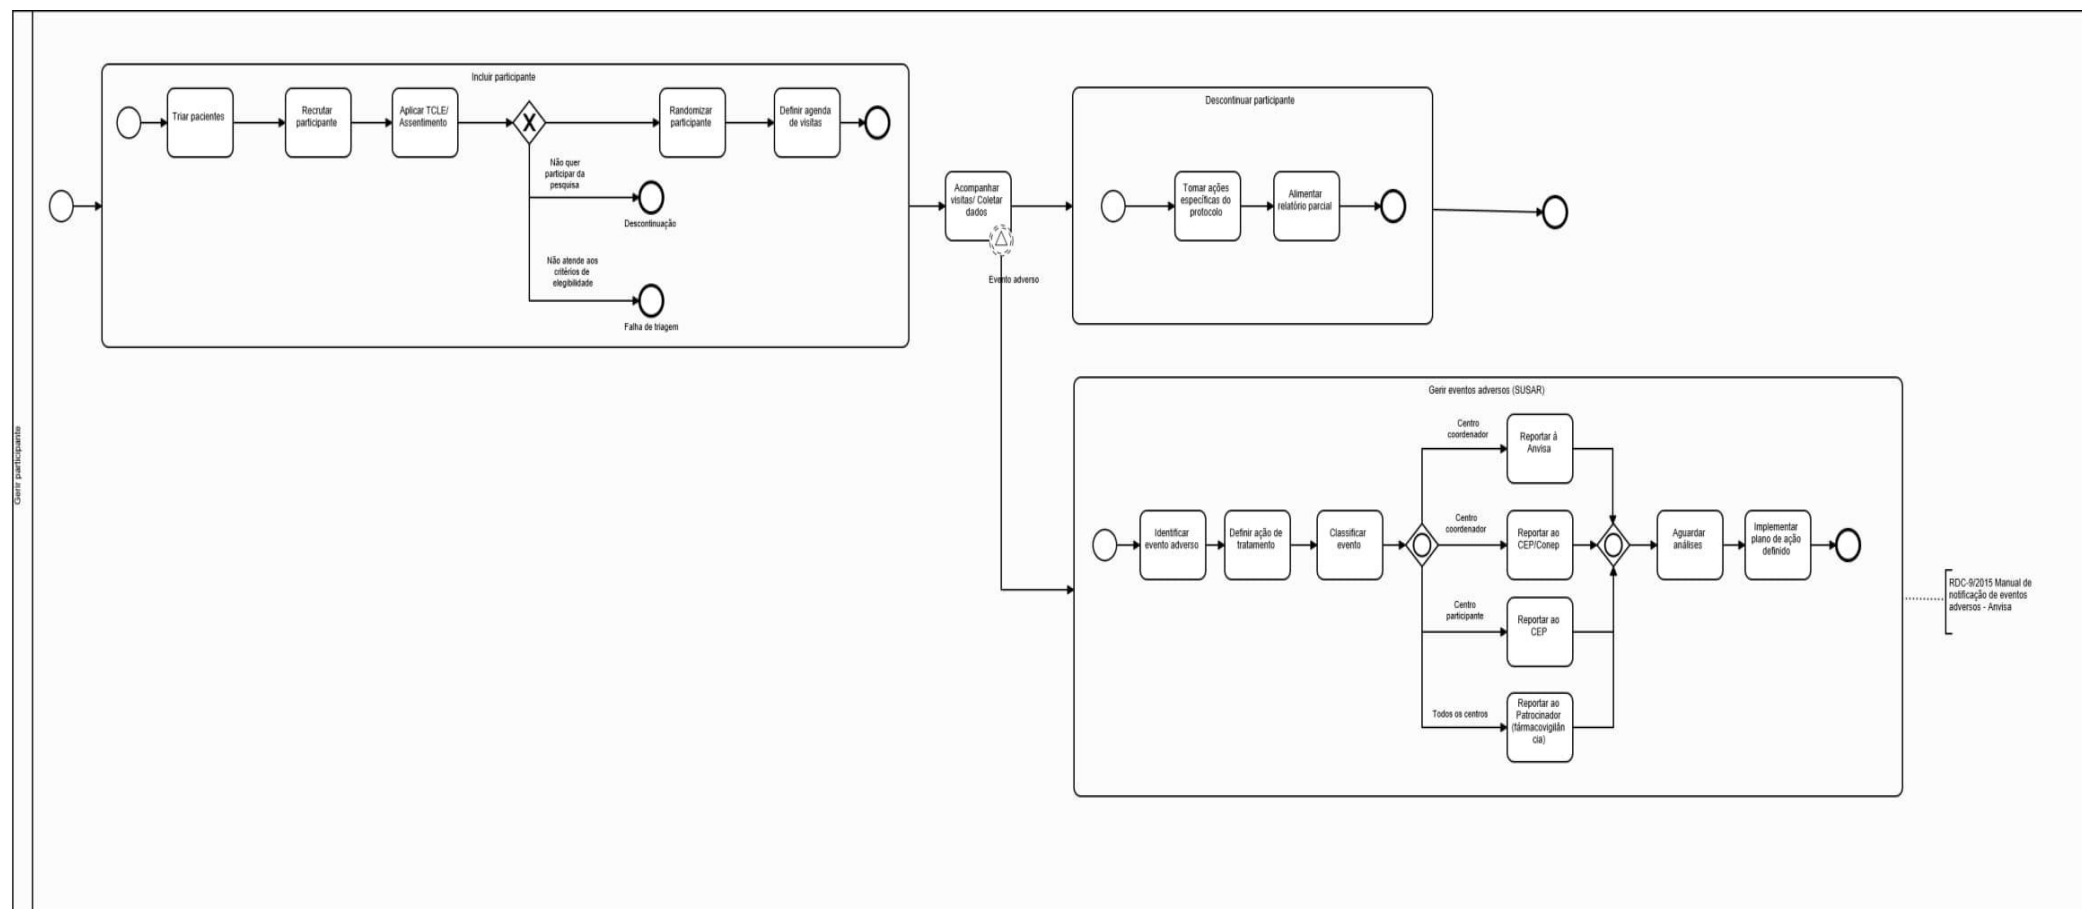 Gerir participante
Incluir participante
Triar pacientes
Recrutar
participante
Aplicar TCLE/
Assentimento
Não quer
participar da
pesquisa
Descontinuação
Não atende aos
critérios de
elegibilidade
Falha de triagem
Randomizar
participante
Definir agenda
de visitas
Acompanhar
visitas/ Coletar
dados
Evento adverso
Descontinuar participante
Tomar ações
específicas do
protocolo
Alimentar
relatório parcial
Gerir eventos adversos (SUSAR)
Identificar
evento adverso
Definir ação de
tratamento
Classificar
evento
Centro
coordenador
Reportar à
Anvisa
Centro
coordenador
Reportar ao
CEP/Conep
Centro
participante
Reportar ao
CEP
Todos os centros
Reportar ao
Patrocinador
(fármacovigilân
cia)
Aguardar
análises
Implementar
plano de ação
definido
RDC-9/2015 Manual de
notificação de eventos
adversos - Anvisa